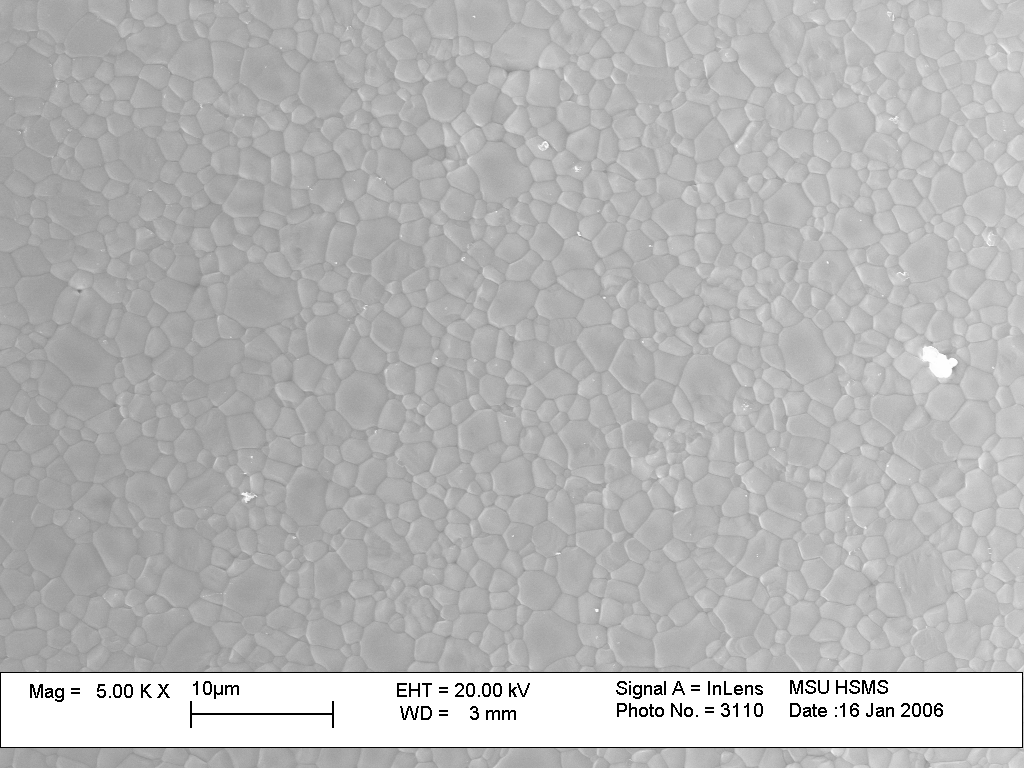 Mag = 5.00 K X 10µm EHT = 20.00 kV Signal A = InLens MSU HSMS
WD = 3 mm Photo No. = 3110 Date :16 Jan 2006